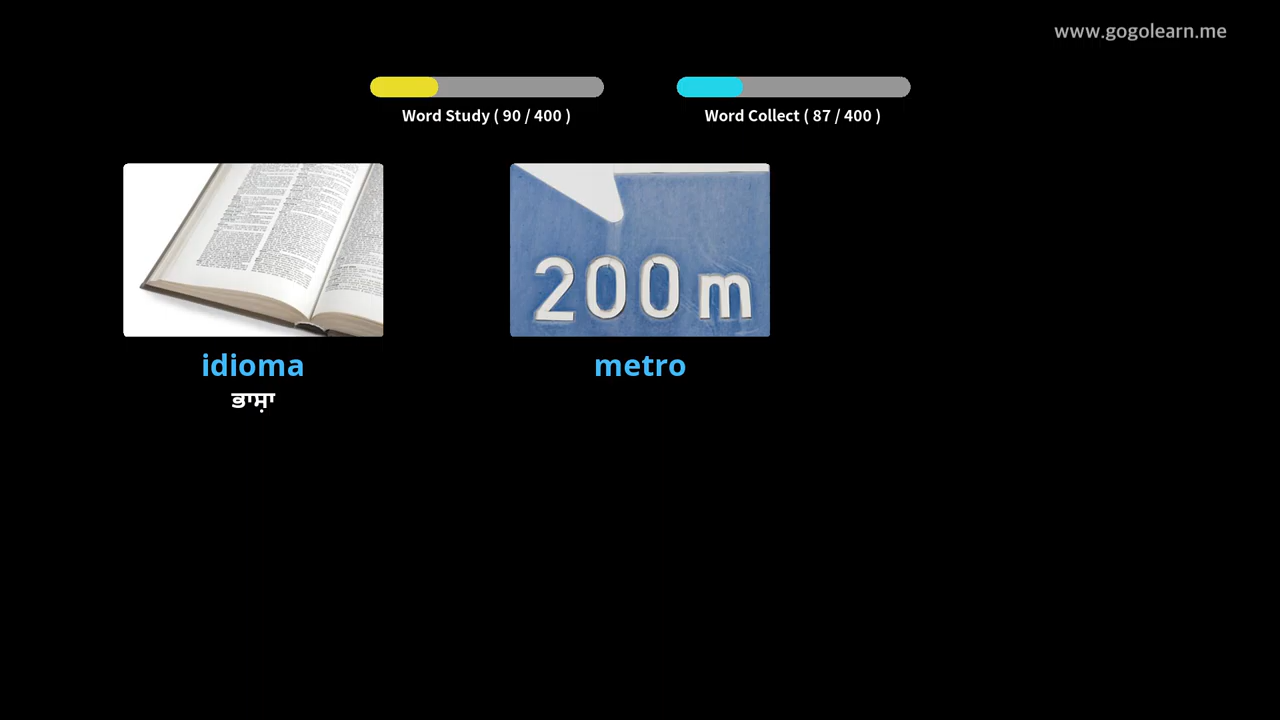 www.gogolearn.me
Word Study ( 90 / 400 )
Word Collect ( 87 / 400 )
200 m
idioma
metro
ਭਾਸ਼ਾ